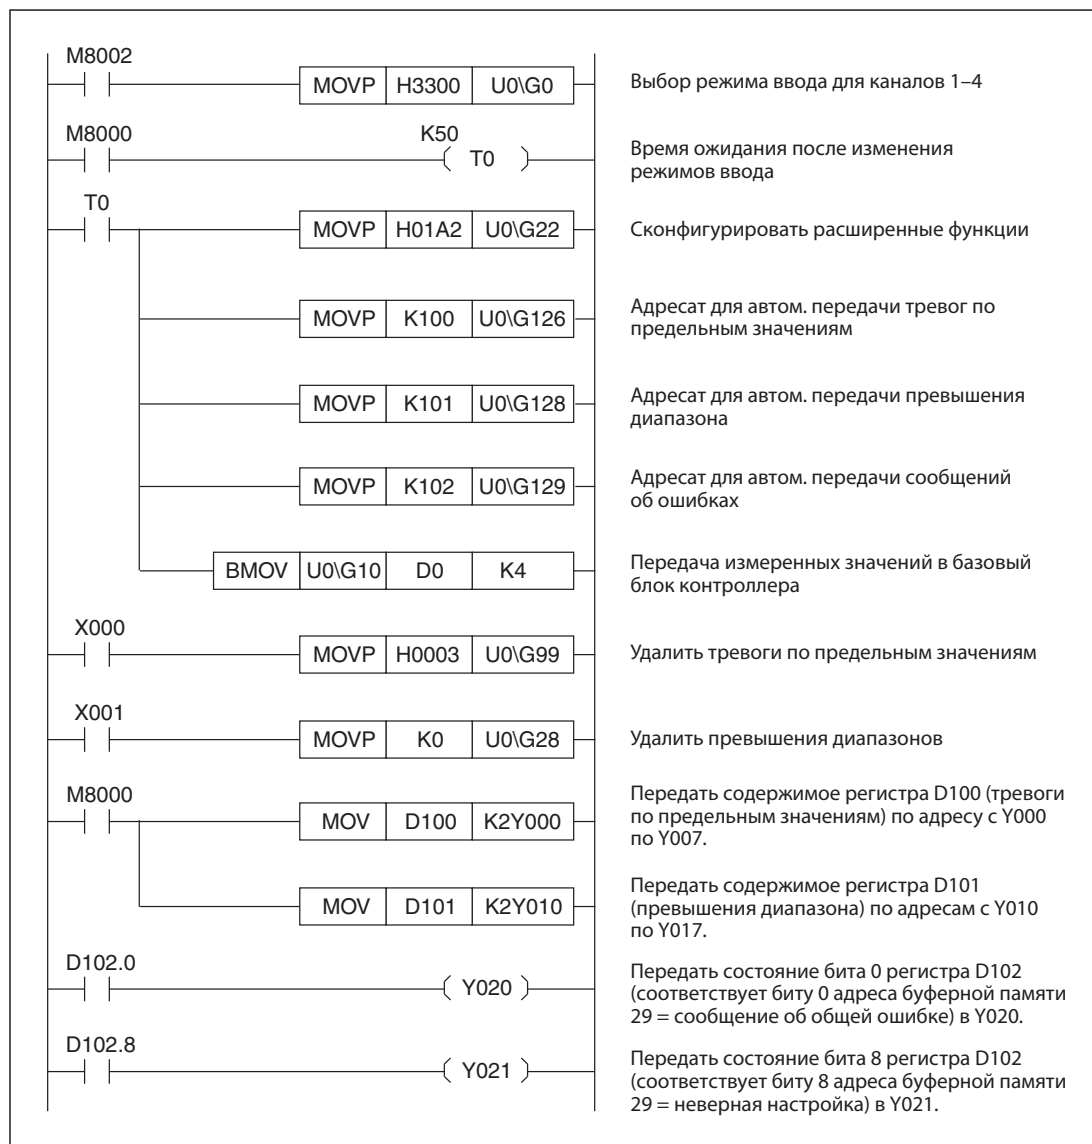 M8002
MOVP H3300 U0\G0
Выбор режима ввода для каналов 1–4
M8000
K50
T0
Время ожидания после изменения
режимов ввода
T0
MOVP H01A2 U0\G22
Сконфигурировать расширенные функции
MOVP K100 U0\G126
Адресат для автом. передачи тревог по
предельным значениям
MOVP K101 U0\G128
Адресат для автом. передачи превышения
диапазона
MOVP K102 U0\G129
Адресат для автом. передачи сообщений
об ошибках
BMOV U0\G10 D0 K4
Передача измеренных значений в базовый
блок контроллера
X000
MOVP H0003 U0\G99
Удалить тревоги по предельным значениям
X001
MOVP K0 U0\G28
Удалить превышения диапазонов
M8000
MOV D100 K2Y000
Передать содержимое регистра D100 (тревоги
по предельным значениям) по адресу с Y000
по Y007.
MOV D101 K2Y010
Передать содержимое регистра D101
(превышения диапазона) по адресам с Y010
по Y017.
D102.0
Y020
Передать состояние бита 0 регистра D102
(соответствует биту 0 адреса буферной памяти
29 = сообщение об общей ошибке) в Y020.
D102.8
Y021
Передать состояние бита 8 регистра D102
(соответствует биту 8 адреса буферной памяти
29 = неверная настройка) в Y021.